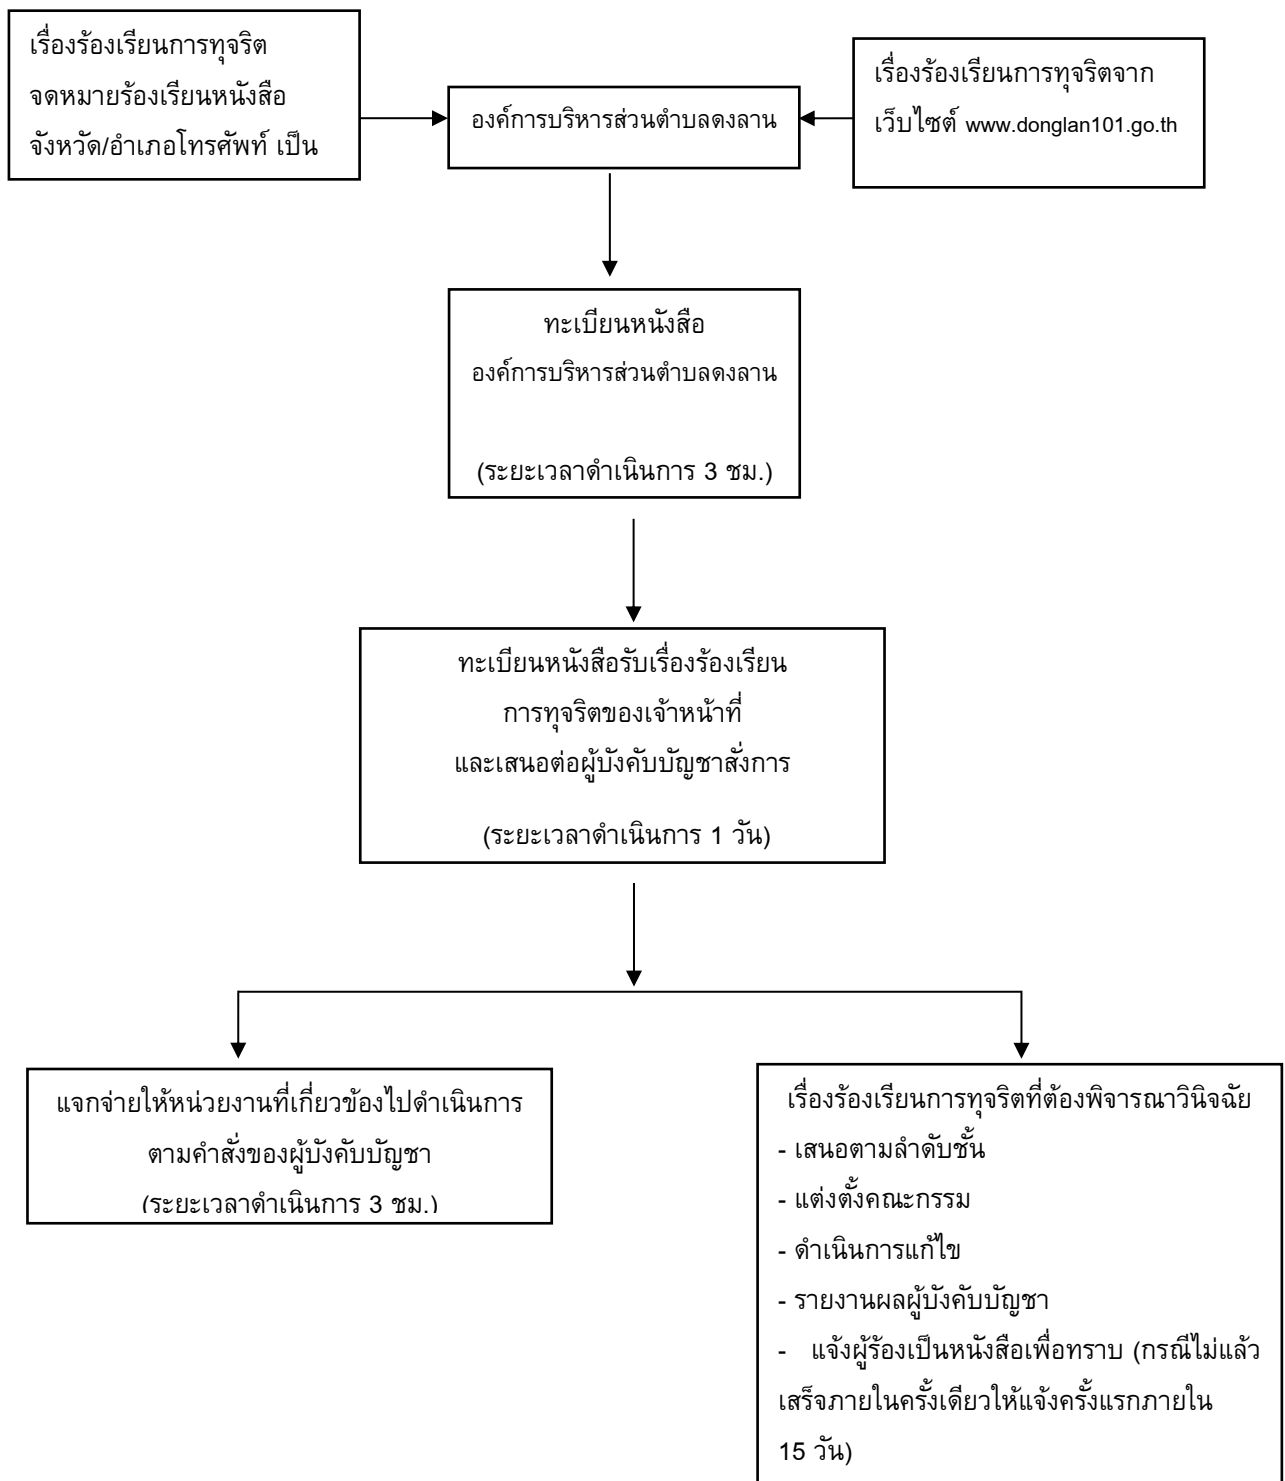 เรื่องร้องเรียนการทุจริต
จดหมายร้องเรียนหนังสือ
จังหวัด/อำเภอโทรศัพท์ เป็น
องค์การบริหารส่วนตำบลดงลาน
เรื่องร้องเรียนการทุจริตจาก
เว็บไซต์ www.donglan101.go.th
ทะเบียนหนังสือ
องค์การบริหารส่วนตำบลดงลาน
(ระยะเวลาดำเนินการ 3 ชม.)
ทะเบียนหนังสือรับเรื่องร้องเรียน
การทุจริตของเจ้าหน้าที่
และเสนอต่อผู้บังคับบัญชาสั่งการ
(ระยะเวลาดำเนินการ 1 วัน)
แจกจ่ายให้หน่วยงานที่เกี่ยวข้องไปดำเนินการ
ตามคำสั่งของผู้บังคับบัญชา
(ระยะเวลาดำเนินการ 3 ชม.)
เรื่องร้องเรียนการทุจริตที่ต้องพิจารณาวินิจฉัย
- เสนอตามลำดับชั้น
- แต่งตั้งคณะกรรม
- ดำเนินการแก้ไข
- รายงานผลผู้บังคับบัญชา
- แจ้งผู้ร้องเป็นหนังสือเพื่อทราบ (กรณีไม่แล้ว
เสร็จภายในครั้งเดียวให้แจ้งครั้งแรกภายใน
15 วัน)